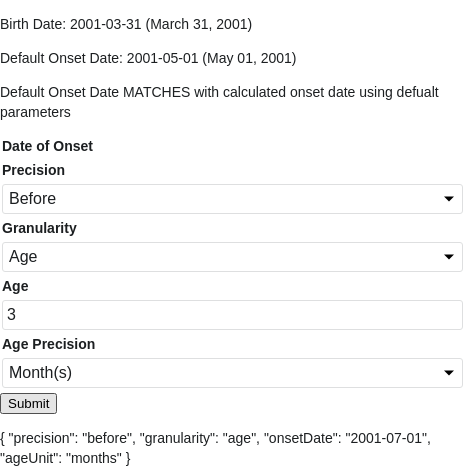 Birth Date: 2001-03-31 (March 31, 2001)
Default Onset Date: 2001-05-01 (May 01, 2001)
Default Onset Date MATCHES with calculated onset date using defualt
parameters
Date of Onset
Precision
Before
Granularity
Age
Age
3
Age Precision
Month(s)
Submit
{ "precision": "before", "granularity": "age", "onsetDate": "2001-07-01",
"ageUnit": "months" }